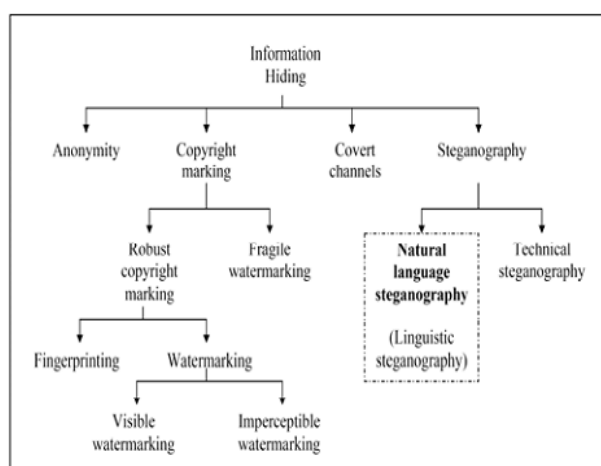 Information
Hiding
Anonymity
Copyright
marking
Covert
channels
Steganography
Robust
copyright
marking
Fragile
watermarking
Natural
language
steganography
(Linguistic
steganography)
Technical
steganography
Fingerprinting
Watermarking
Visible
watermarking
Imperceptible
watermarking